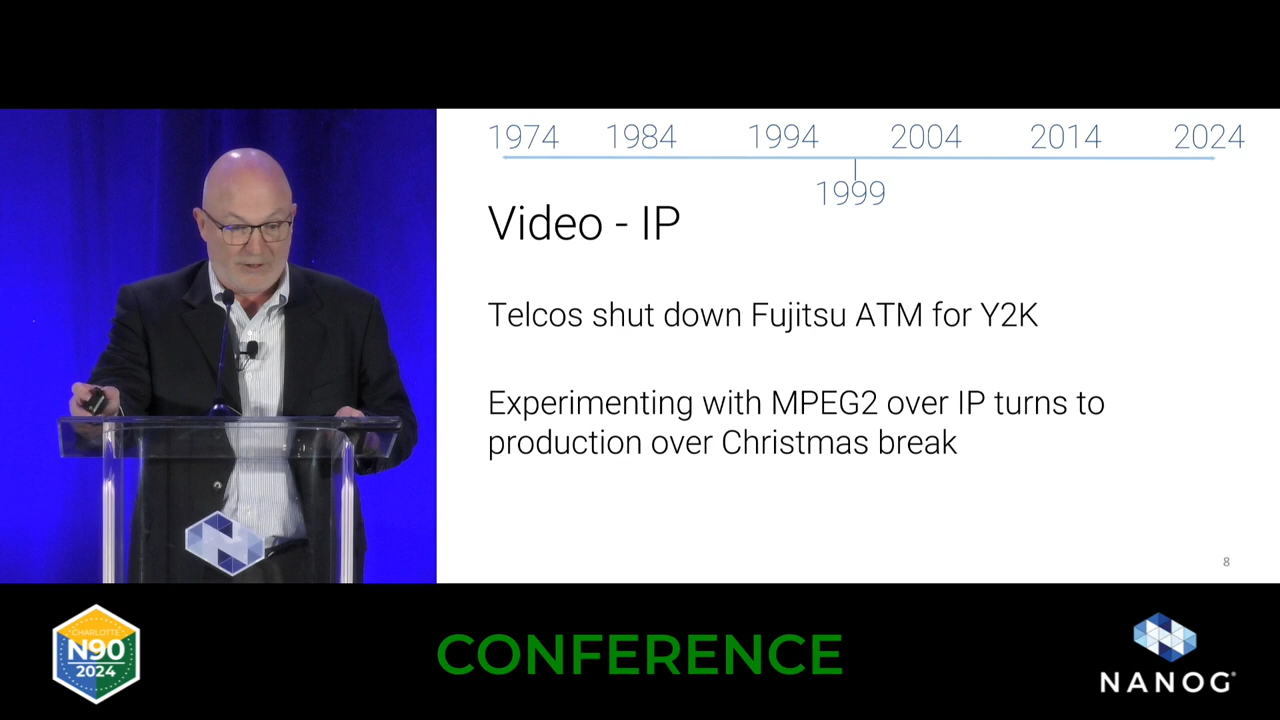 1974 1984 1994 2004 2014 2024
1999
Video - IP
Telcos shut down Fujitsu ATM for Y2K
Experimenting with MPEG2 over IP turns to
production over Christmas break
8
CHARLOTTE
N90
2024
CONFERENCE
NANOG